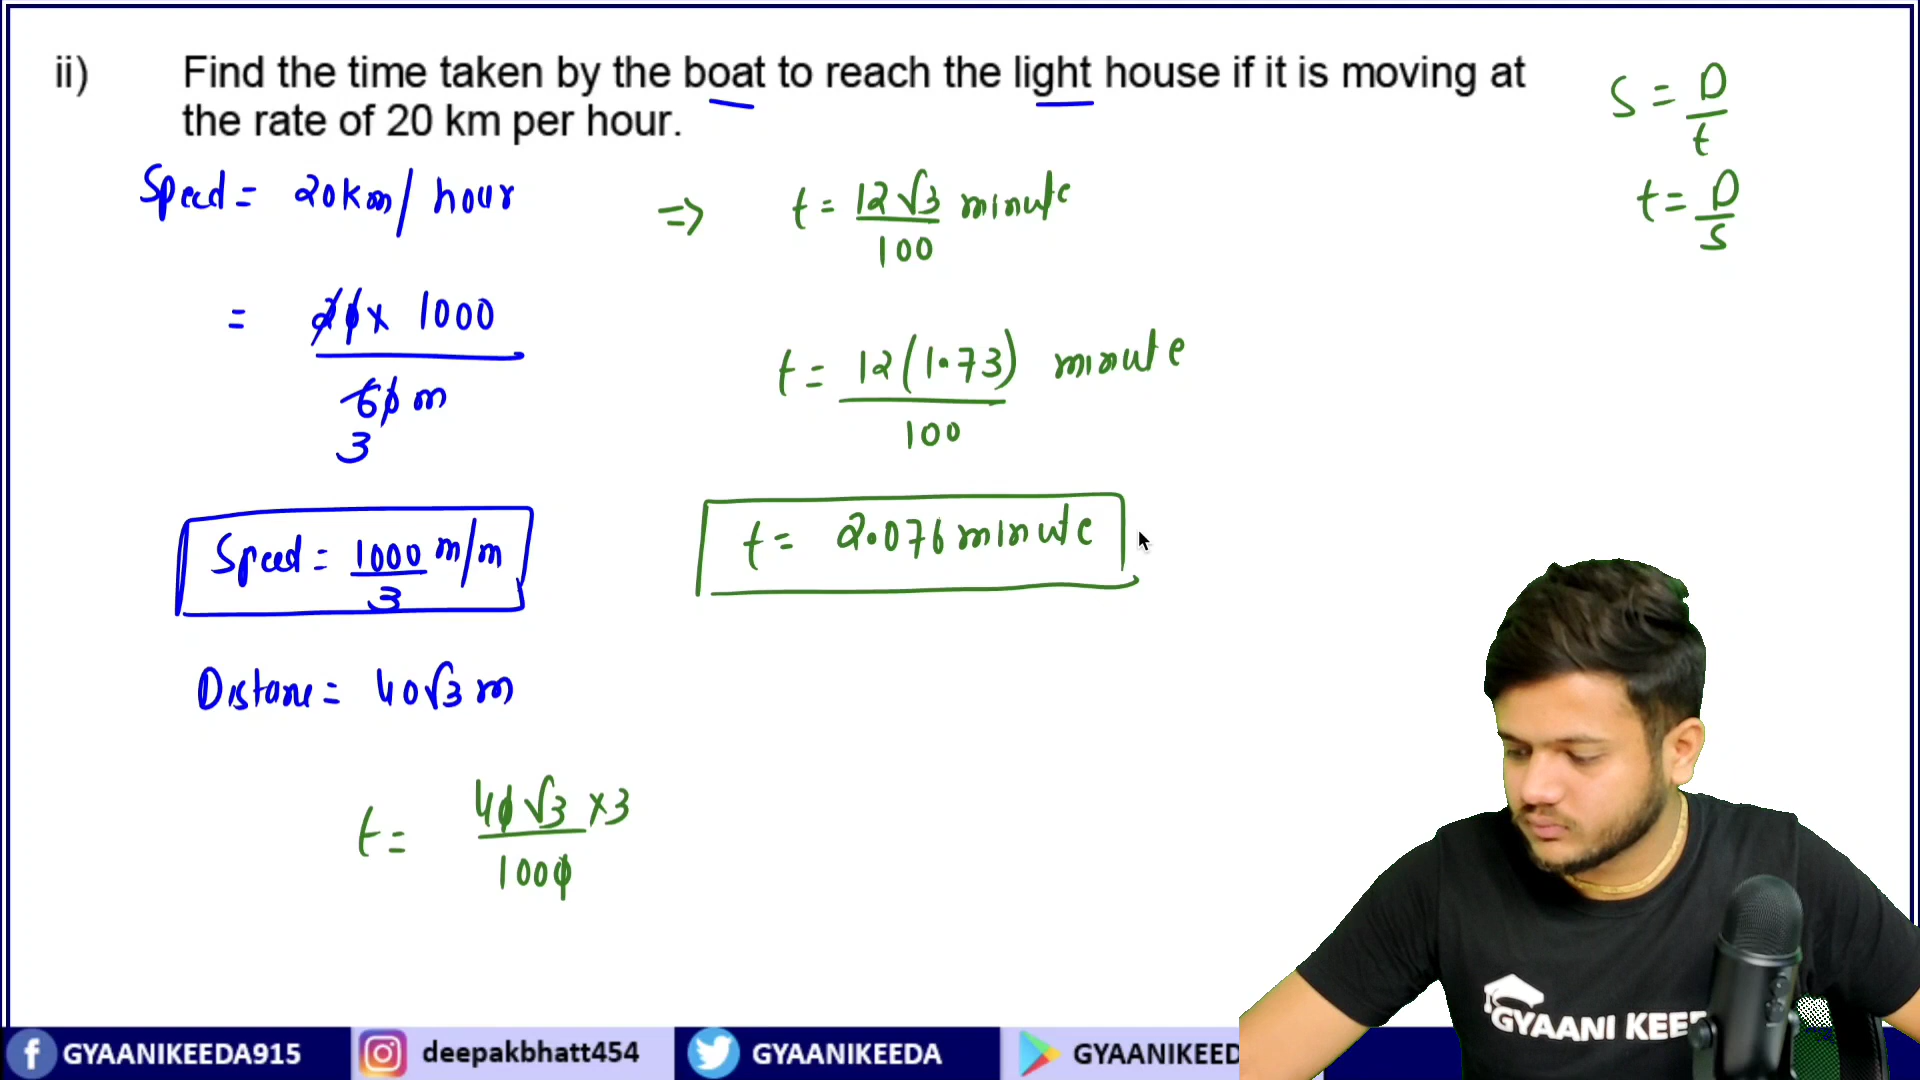 ii) Find the time taken by the boat to reach the light house if it is moving at
the rate of 20 km per hour.
S = D/t
t = D/s
Speed = 20km/hour
= 20 x 1000
60 m
3
Speed = 1000/3 m/m
Distane = 40√3 m
t = 40√3 x3
1000
=> t = 12√3 minute
100
t = 12(1.73) minute
100
t = 2.076 minute
GYAANI KEE
f GYAANIKEEDA915
deepakbhatt454
GYAANIKEEDA
GYAANIKEED